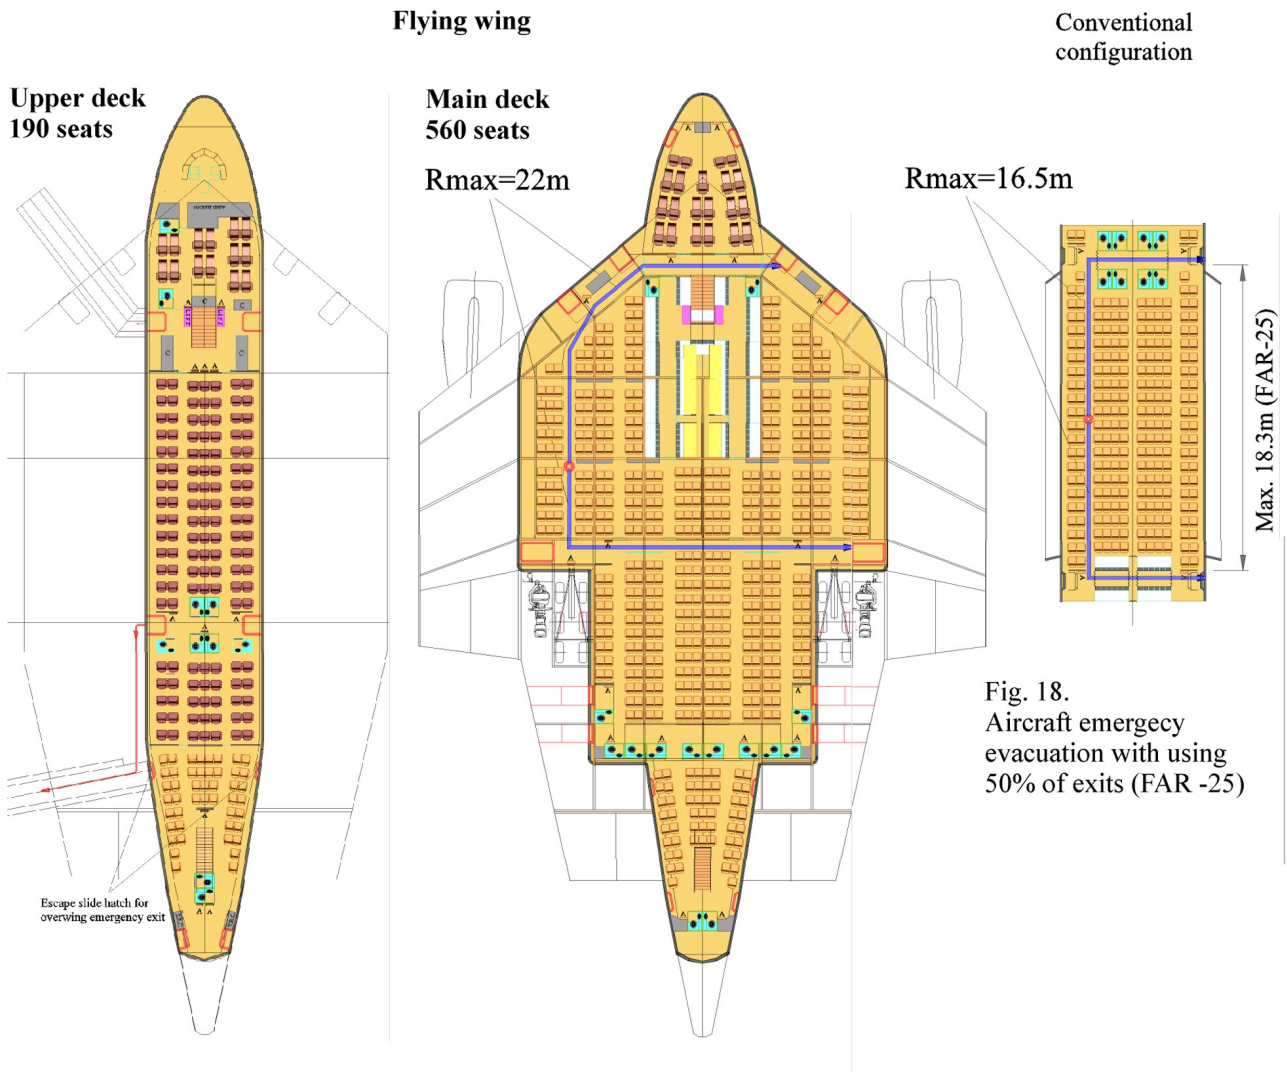 Flying wing
Conventional
configuration
Upper deck
190 seats
Main deck
560 seats
Rmax=22m
Rmax=16.5m
Max. 18.3m (FAR-25)
C
C
C
C
Fig. 18.
Aircraft emergecy
evacuation with using
50% of exits (FAR -25)
Escape slide hatch for
overwing emergency exit